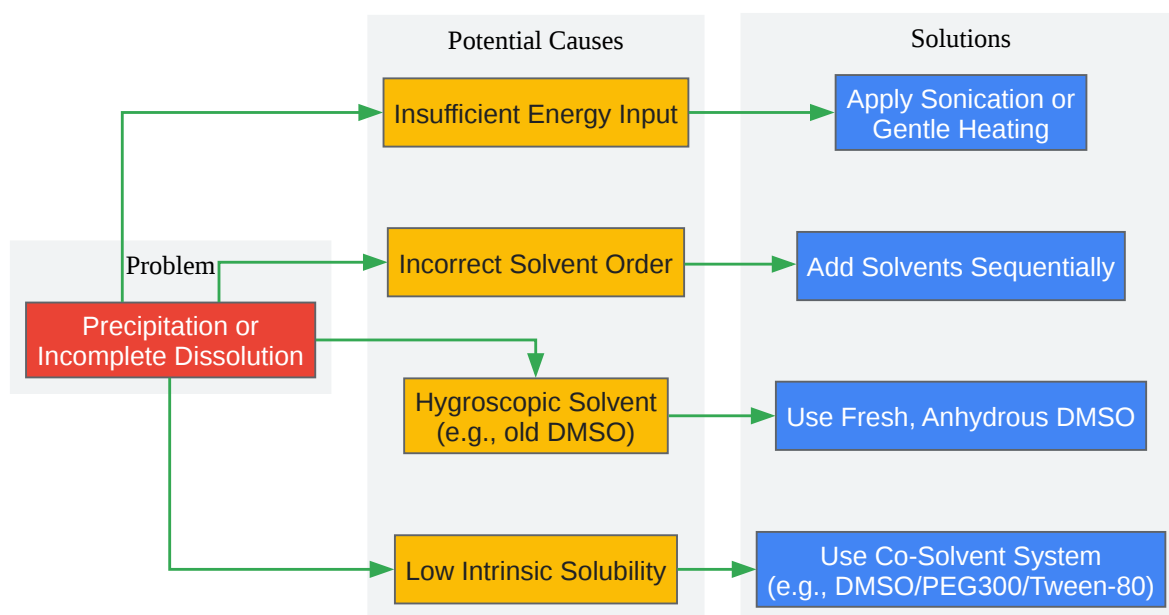 Potential Causes
Solutions
Insufficient Energy Input
Apply Sonication or
Gentle Heating
Problem
Incorrect Solvent Order
Add Solvents Sequentially
Precipitation or
Incomplete Dissolution
Hygroscopic Solvent
(e.g., old DMSO)
Use Fresh, Anhydrous DMSO
Low Intrinsic Solubility
Use Co-Solvent System
(e.g., DMSO/PEG300/Tween-80)